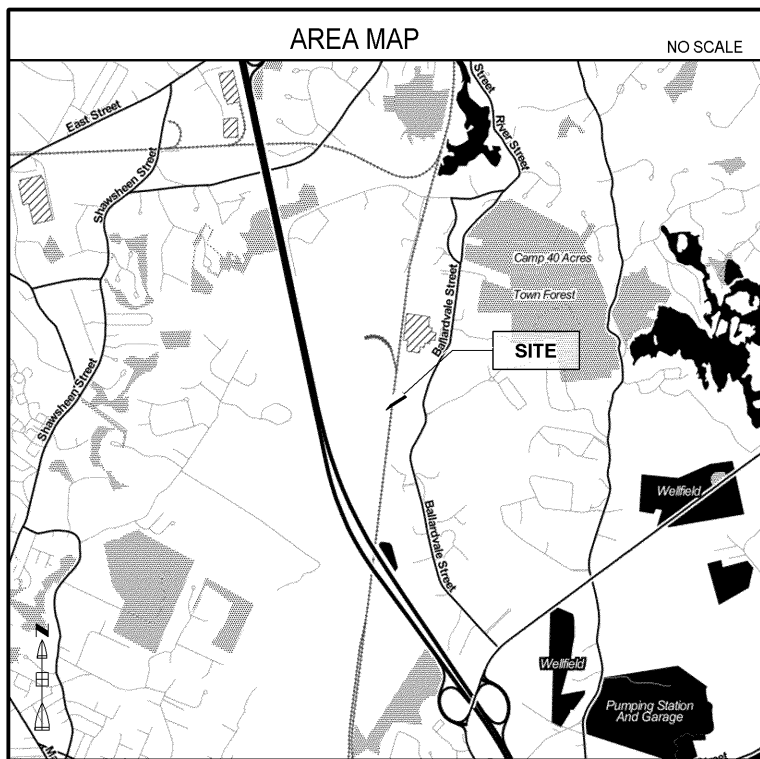 AREA MAP
NO SCALE
Street
East Street
River Street
Shawsheen Street
Camp 40 Acres
Town Forest
Ballardvale Street
SITE
Shawsheen Street
Wellfield
Ballardvale Street
N
Wellfield
Pumping Station
And Garage
Street